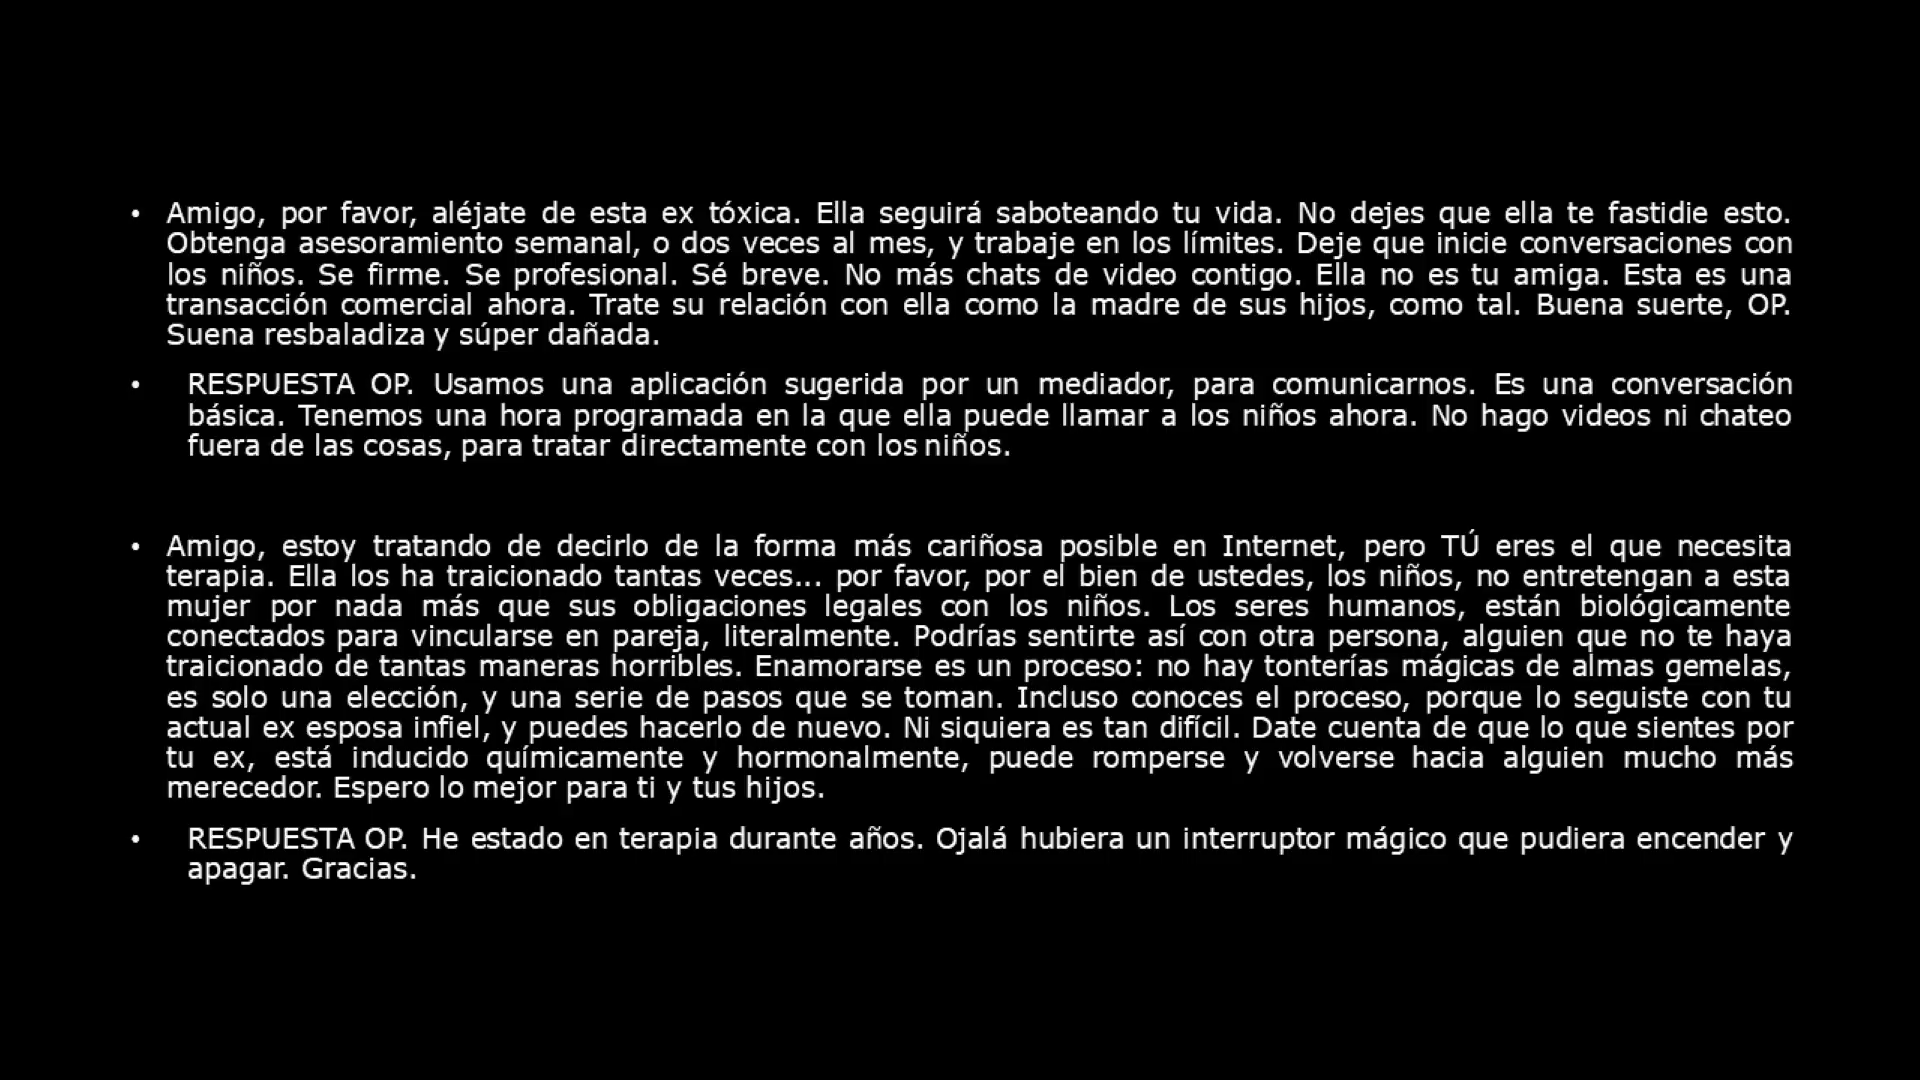 • Amigo, por favor, aléjate de esta ex tóxica. Ella seguirá saboteando tu vida. No dejes que ella te fastidie esto.
Obtenga asesoramiento semanal, o dos veces al mes, y trabaje en los límites. Deje que inicie conversaciones con
los niños. Se firme. Se profesional. Sé breve. No más chats de video contigo. Ella no es tu amiga. Esta es una
transacción comercial ahora. Trate su relación con ella como la madre de sus hijos, como tal. Buena suerte, OP.
Suena resbaladiza y súper dañada.
• RESPUESTA OP. Usamos una aplicación sugerida por un mediador, para comunicarnos. Es una conversación
básica. Tenemos una hora programada en la que ella puede llamar a los niños ahora. No hago videos ni chateo
fuera de las cosas, para tratar directamente con los niños.
• Amigo, estoy tratando de decirlo de la forma más cariñosa posible en Internet, pero TÚ eres el que necesita
terapia. Ella los ha traicionado tantas veces... por favor, por el bien de ustedes, los niños, no entretengan a esta
mujer por nada más que sus obligaciones legales con los niños. Los seres humanos, están biológicamente
conectados para vincularse en pareja, literalmente. Podrías sentirte así con otra persona, alguien que no te haya
traicionado de tantas maneras horribles. Enamorarse es un proceso: no hay tonterías mágicas de almas gemelas,
es solo una elección, y una serie de pasos que se toman. Incluso conoces el proceso, porque lo seguiste con tu
actual ex esposa infiel, y puedes hacerlo de nuevo. Ni siquiera es tan difícil. Date cuenta de que lo que sientes por
tu ex, está inducido químicamente y hormonalmente, puede romperse y volverse hacia alguien mucho más
merecedor. Espero lo mejor para ti y tus hijos.
• RESPUESTA OP. He estado en terapia durante años. Ojalá hubiera un interruptor mágico que pudiera encender y
apagar. Gracias.